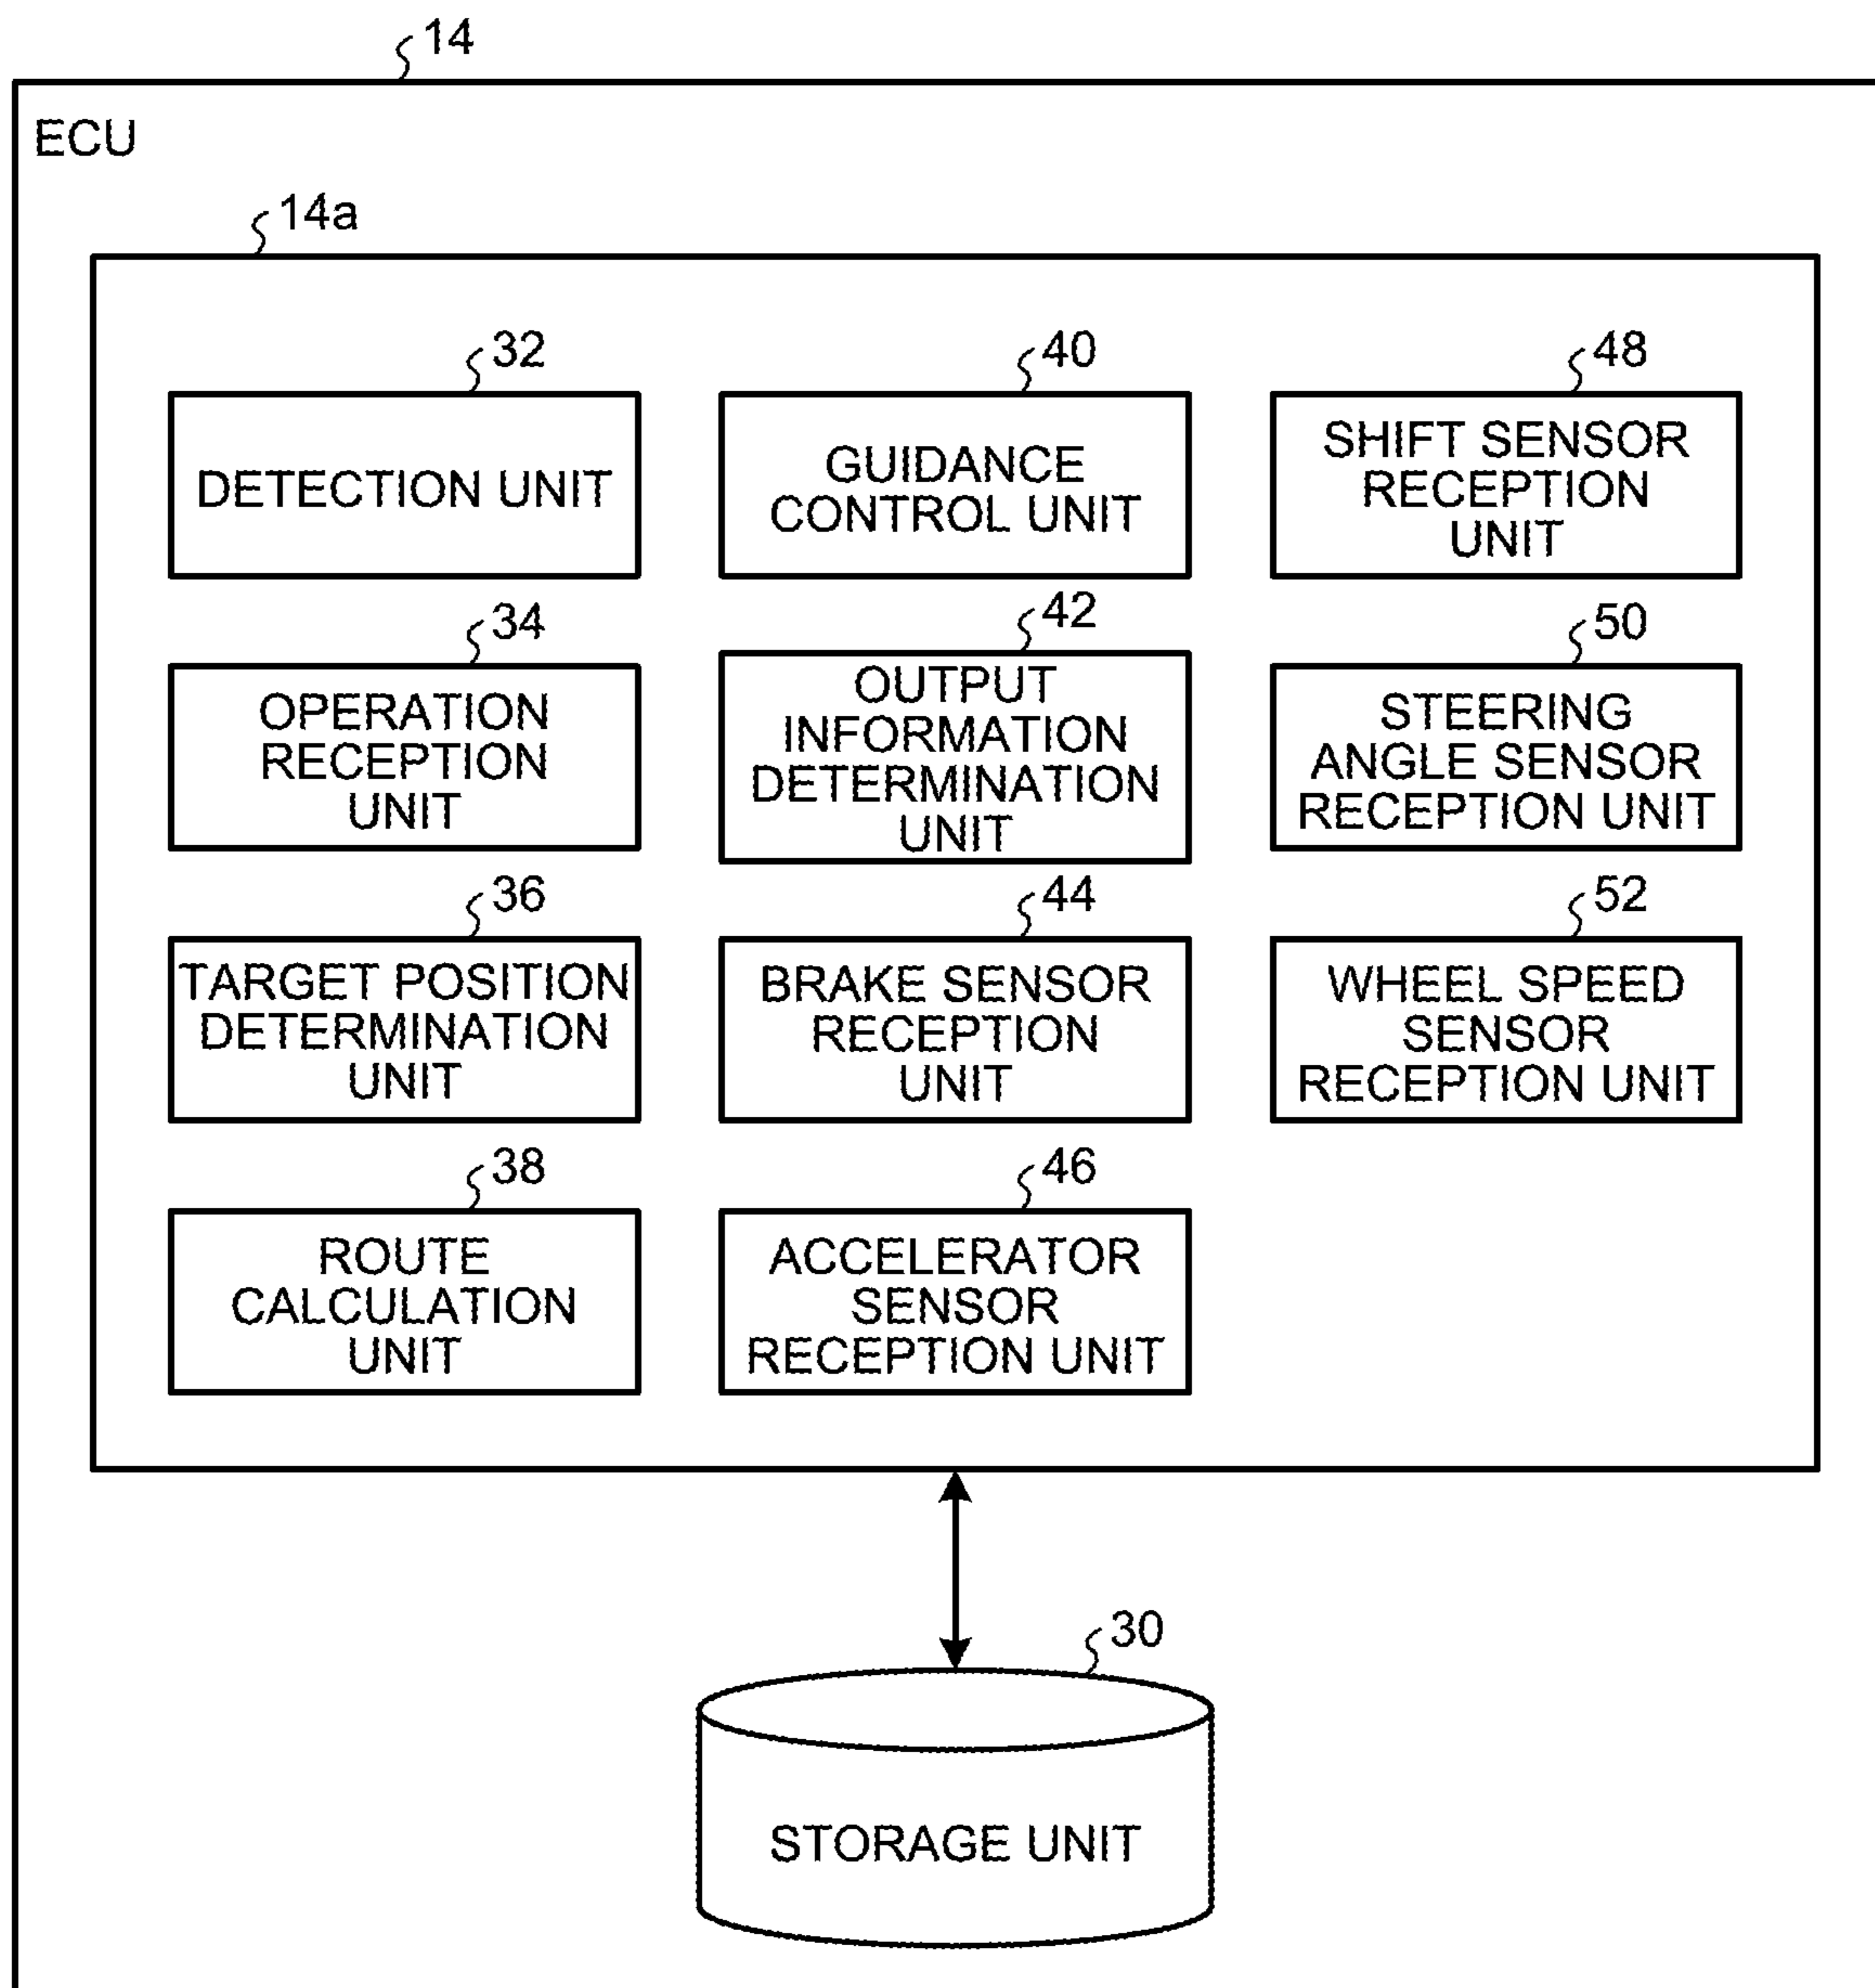 14
ECU
14a
32
DETECTION UNIT
40
GUIDANCE
CONTROL UNIT
48
SHIFT SENSOR
RECEPTION
UNIT
34
OPERATION
RECEPTION
UNIT
42
OUTPUT
INFORMATION
DETERMINATION
UNIT
50
STEERING
ANGLE SENSOR
RECEPTION UNIT
36
TARGET POSITION
DETERMINATION
UNIT
44
BRAKE SENSOR
RECEPTION
UNIT
52
WHEEL SPEED
SENSOR
RECEPTION UNIT
38
ROUTE
CALCULATION
UNIT
46
ACCELERATOR
SENSOR
RECEPTION UNIT
30
STORAGE UNIT